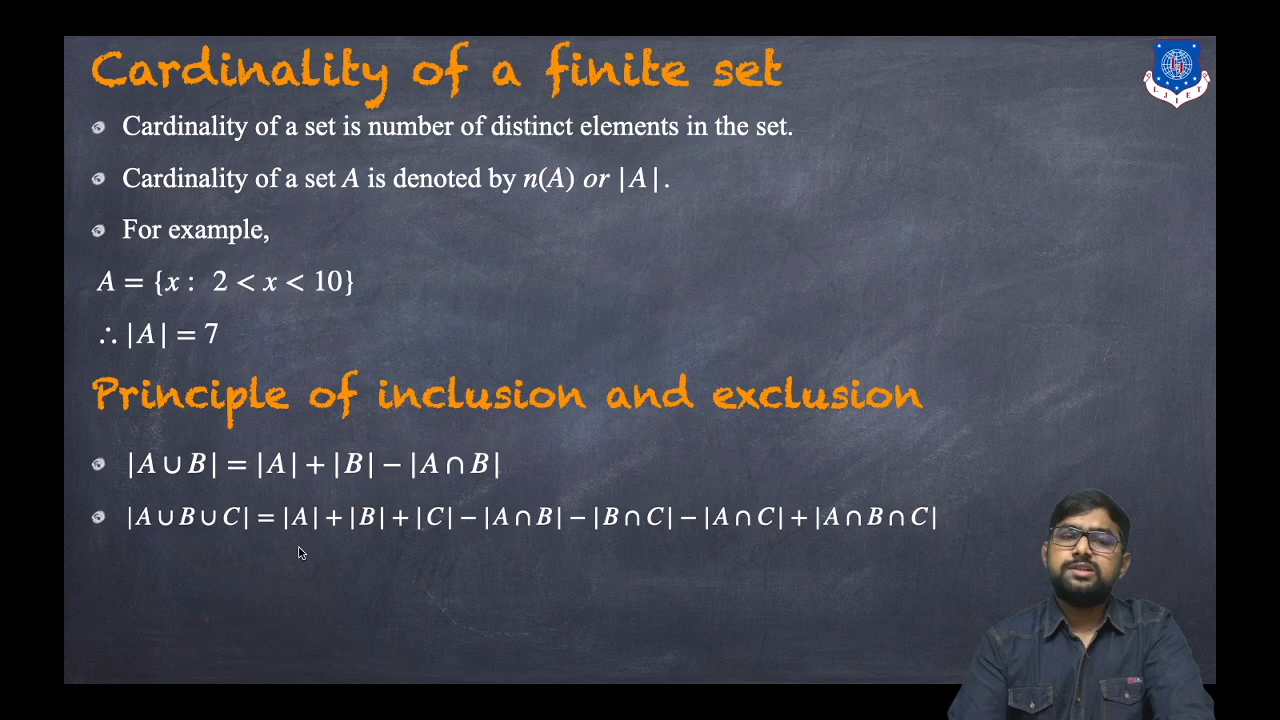 Cardinality of a finite set
Cardinality of a set is number of distinct elements in the set.
Cardinality of a set A is denoted by n(A) or |A|.
For example,
A = {x : 2 < x < 10}
∴ |A| = 7
Principle of inclusion and exclusion
|A ∪ B| = |A| + |B| − |A ∩ B|
|A ∪ B ∪ C| = |A| + |B| + |C| − |A ∩ B| − |B ∩ C| − |A ∩ C| + |A ∩ B ∩ C|
LJIET